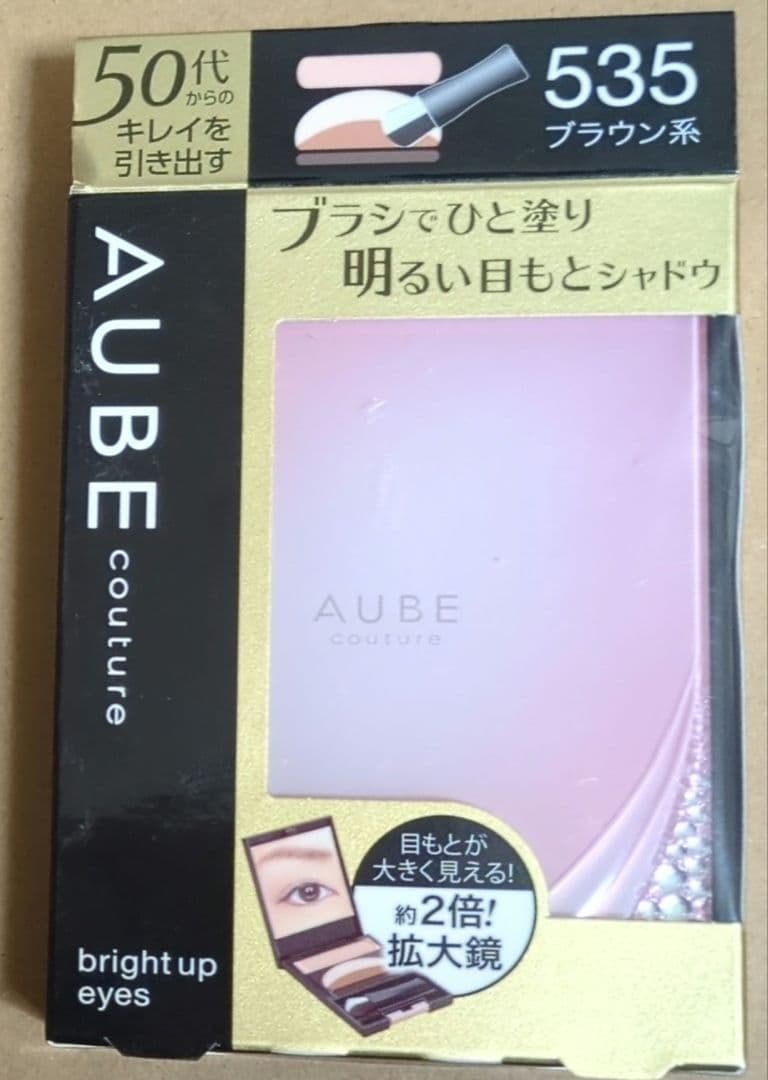 50代
からの
キレイを
引き出す
535
ブラウン系
ブラシでひと塗り
明るい目もとシャドウ
AUBE
couture
AUBE
couture
目もとが
大きく見える!
約2倍!
拡大鏡
bright up
eyes